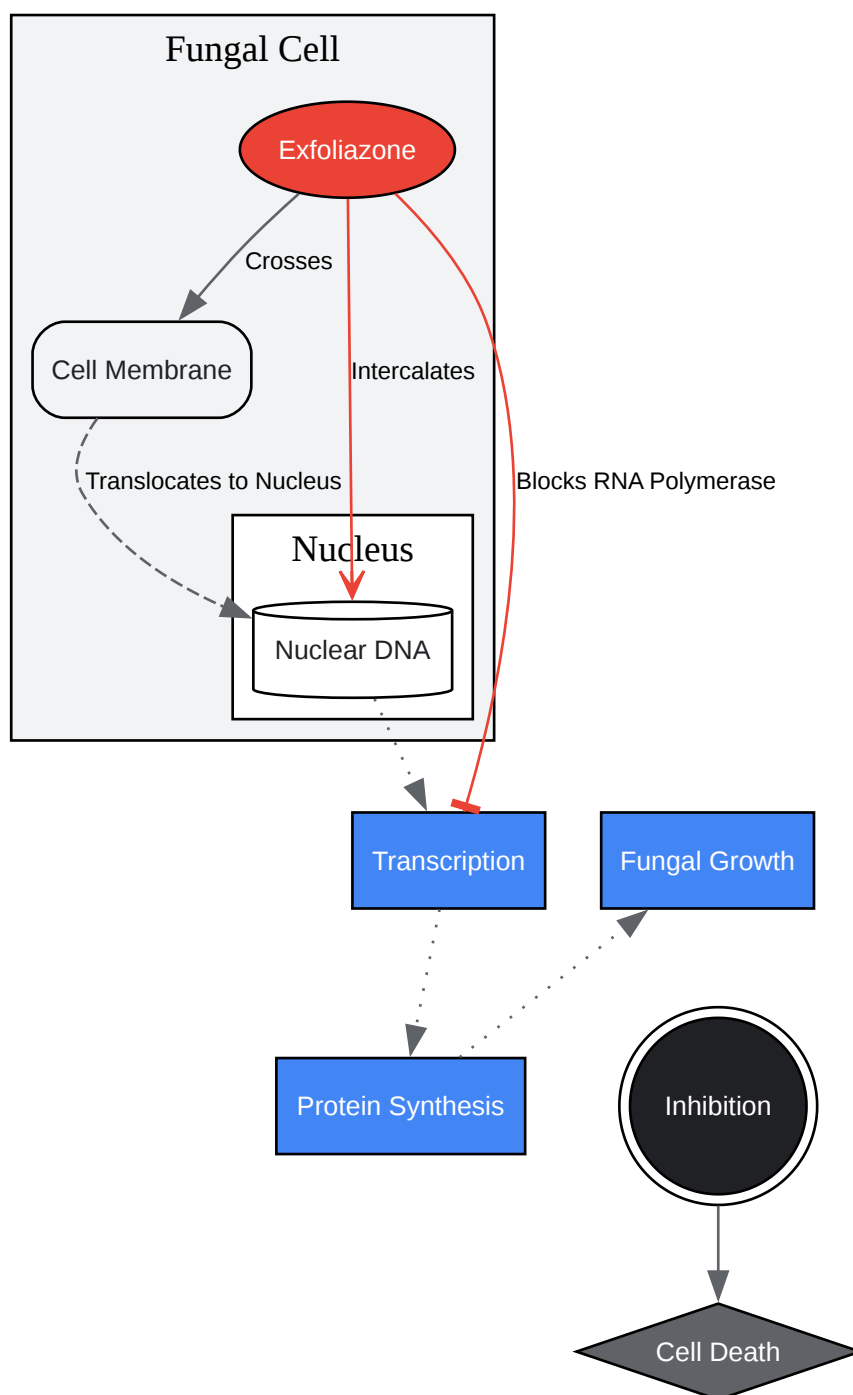 Fungal Cell
Exfoliazone
Crosses
Cell Membrane
Intercalates
Translocates to Nucleus
Blocks RNA Polymerase
Nucleus
Nuclear DNA
Transcription
Fungal Growth
Protein Synthesis
Inhibition
Cell Death